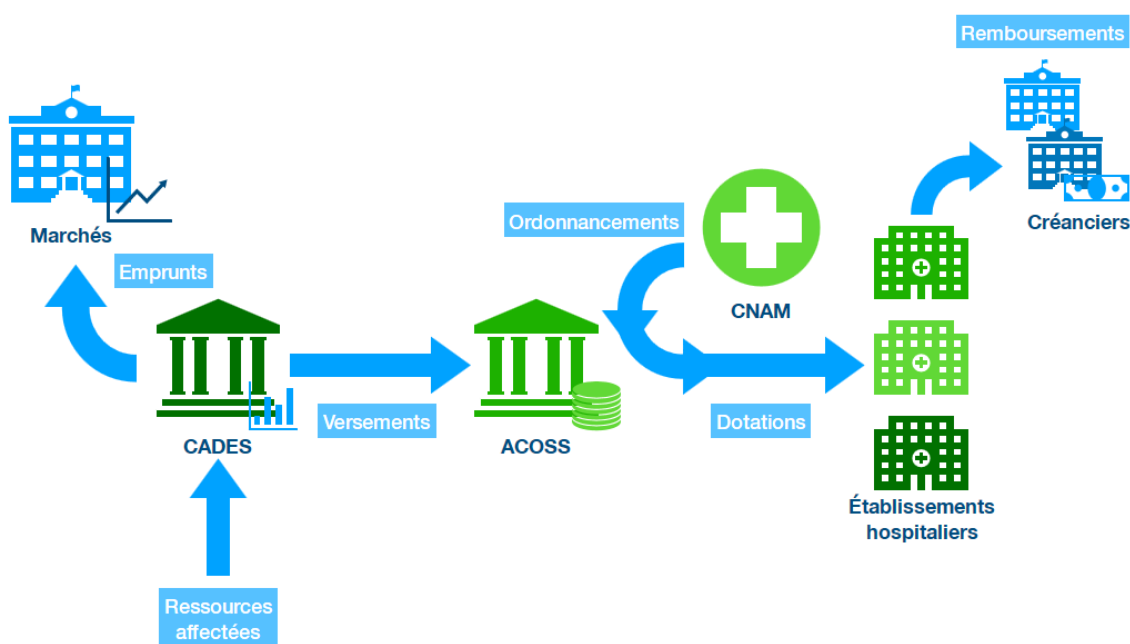 Remboursements
Créanciers
Marchés
Emprunts
Ordonnancements
CNAM
CADES
Versements
ACOSS
Dotations
Établissements
hospitaliers
Ressources
affectées